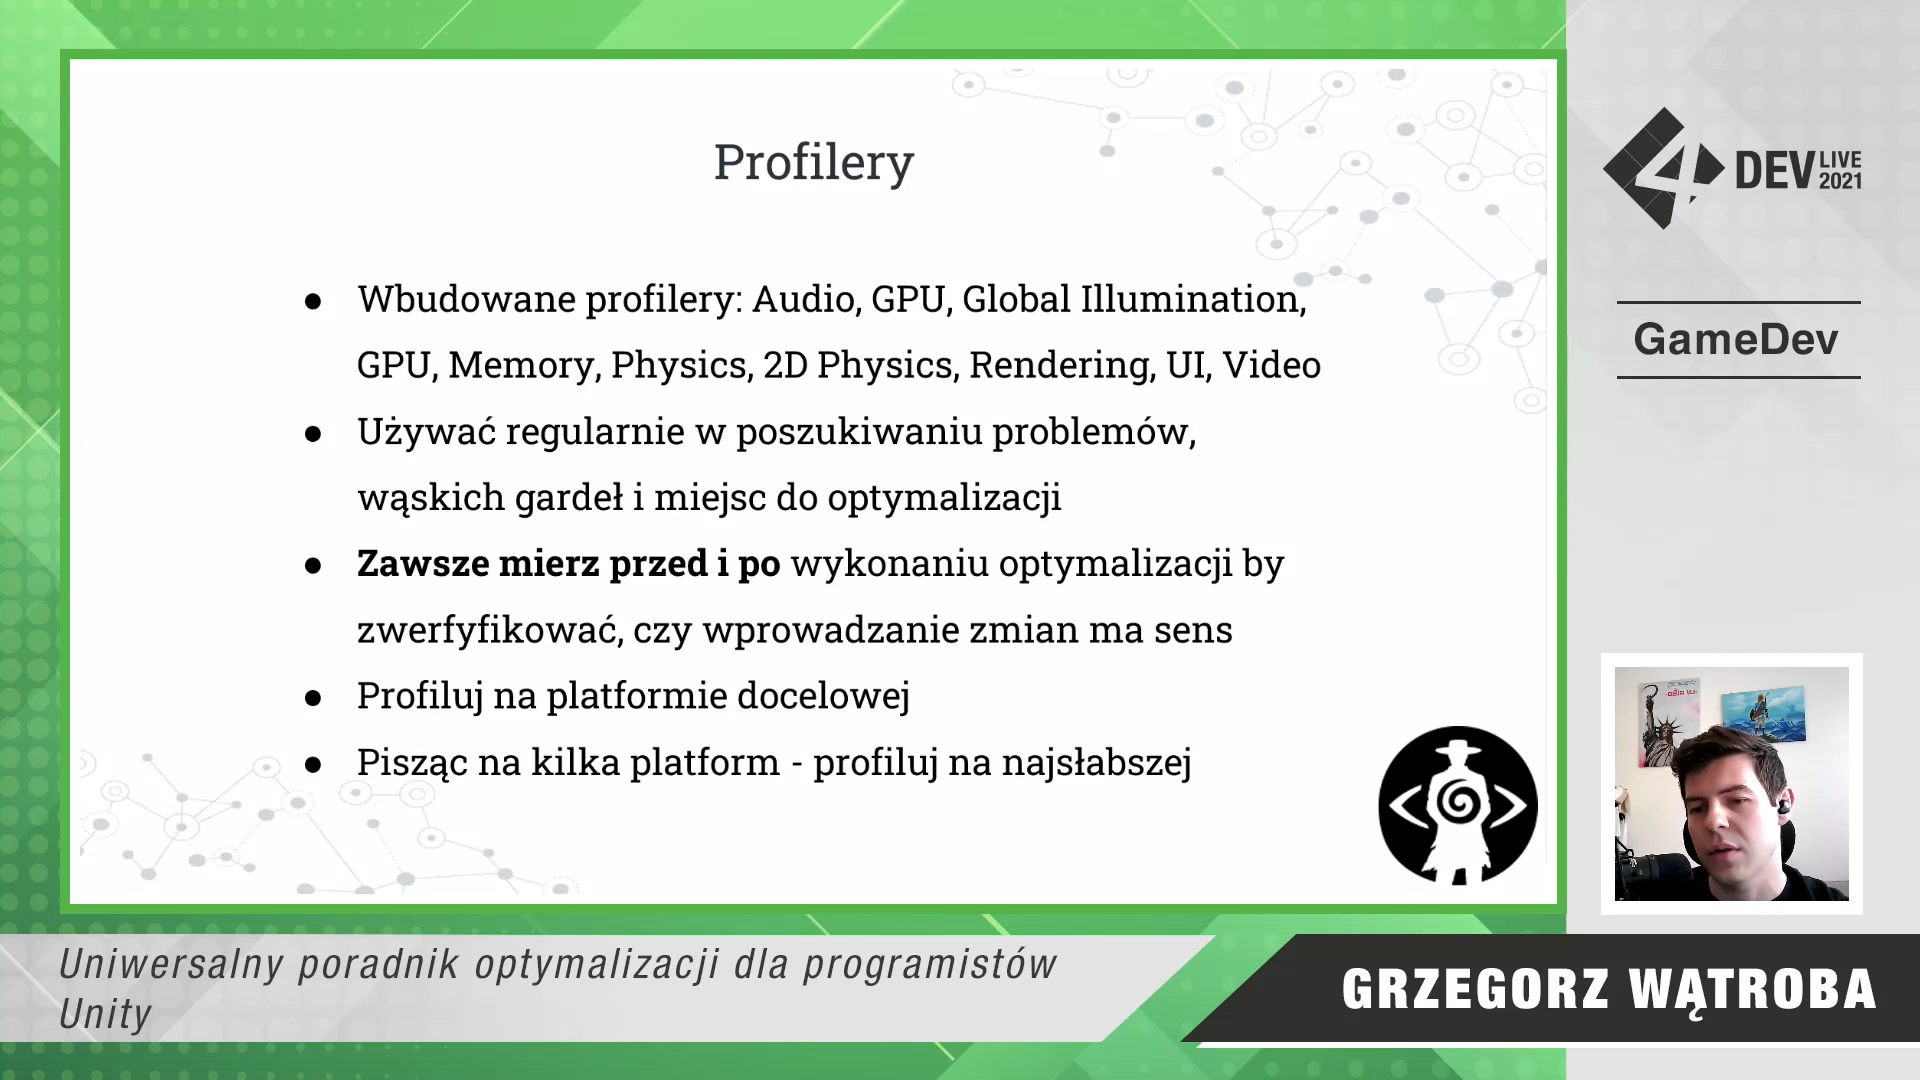 Profilery
● Wbudowane profilery: Audio, GPU, Global Illumination,
GPU, Memory, Physics, 2D Physics, Rendering, UI, Video
● Używać regularnie w poszukiwaniu problemów,
wąskich gardeł i miejsc do optymalizacji
● Zawsze mierz przed i po wykonaniu optymalizacji by
zwerfyfikować, czy wprowadzanie zmian ma sens
● Profiluj na platformie docelowej
● Pisząc na kilka platform - profiluj na najsłabszej
4 DEV LIVE
2021
GameDev
Uniwersalny poradnik optymalizacji dla programistów
Unity
GRZEGORZ WĄTROBA